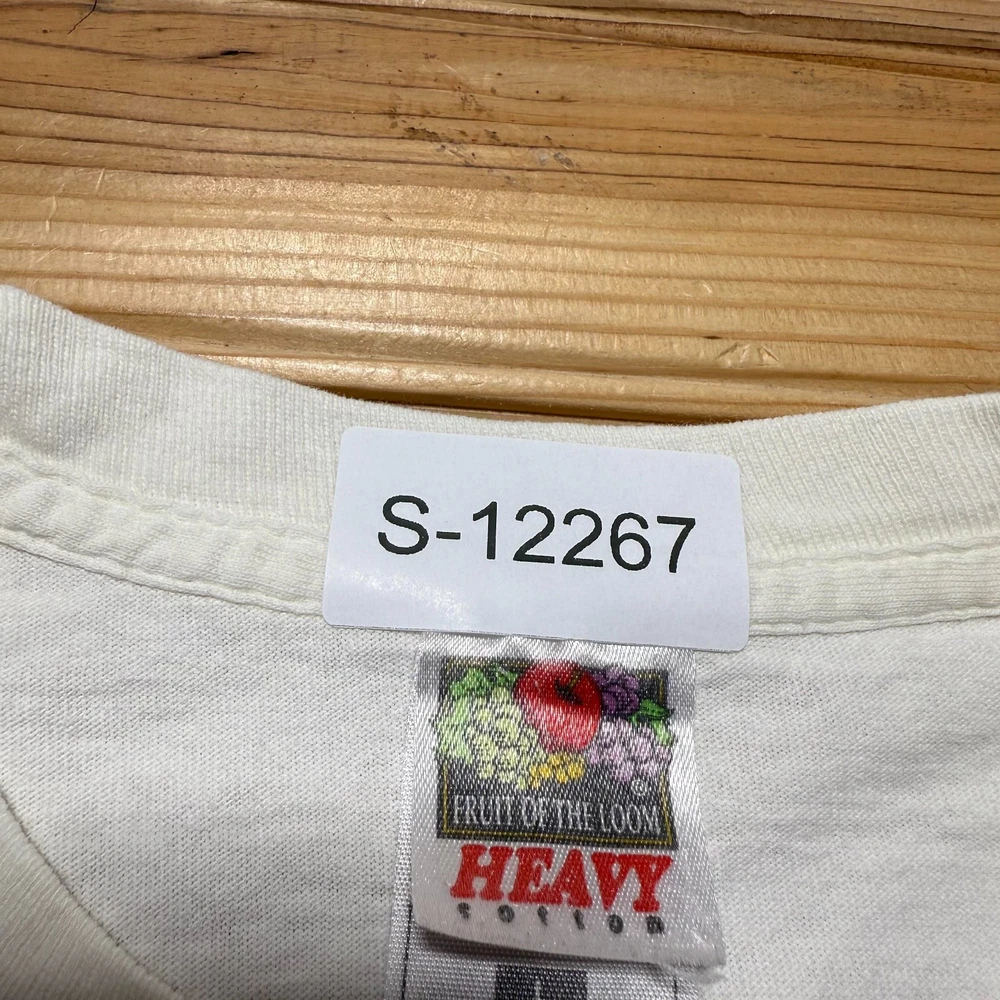 S-12267
®
FRUIT OF THE LOOM
HEAVY
cotton